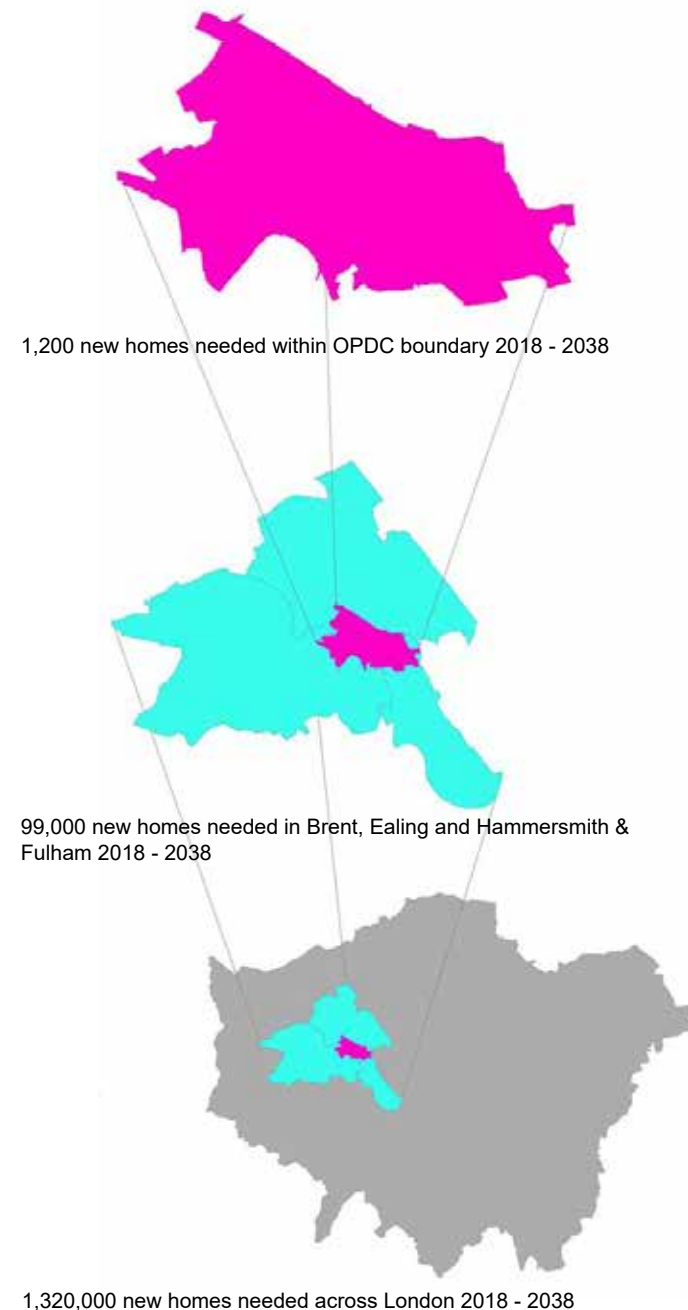 1,200 new homes needed within OPDC boundary 2018 - 2038
99,000 new homes needed in Brent, Ealing and Hammersmith &
Fulham 2018 - 2038
1,320,000 new homes needed across London 2018 - 2038